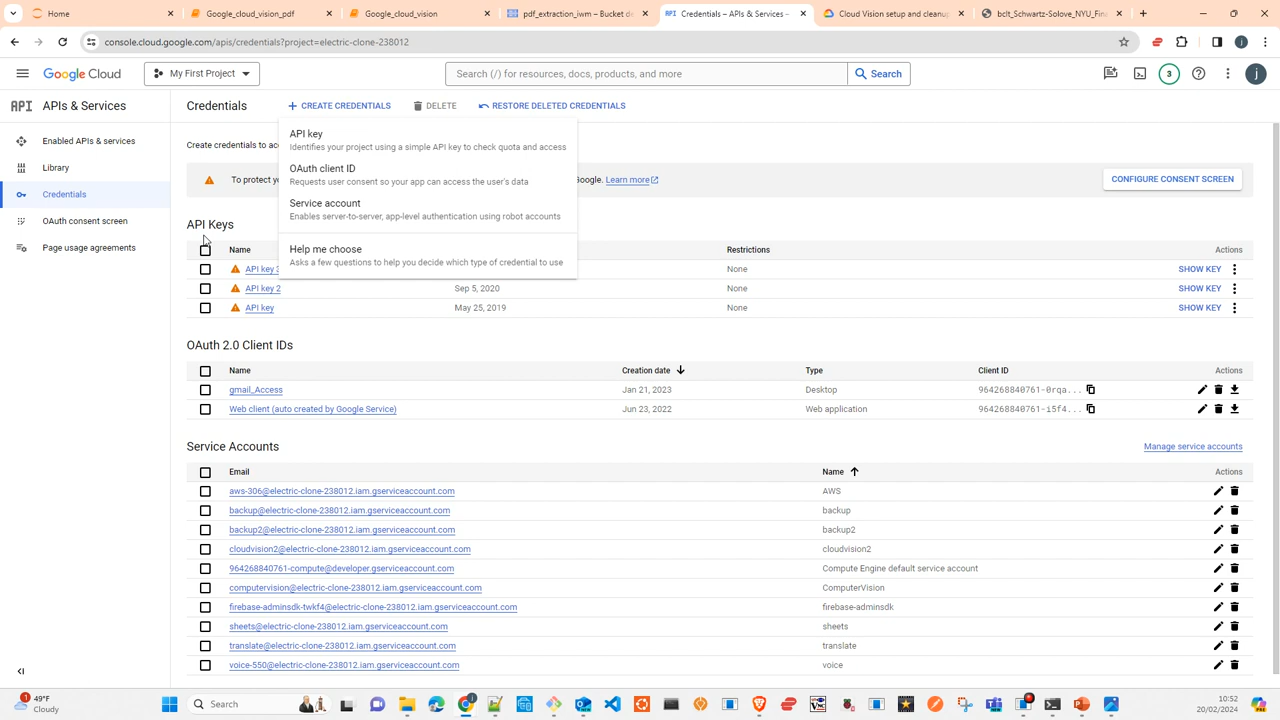 Home
Google_cloud_vision_pdf
Google_cloud_vision
pdf_extraction_iwm – Bucket de
Credentials – APIs & Services –
Cloud Vision setup and cleanup
bclt_Schwartz-Solove_NYU_Fina
console.cloud.google.com/apis/credentials?project=electric-clone-238012
Google Cloud
My First Project
Search (/) for resources, docs, products, and more
Search
3
j
API APIs & Services
Credentials
CREATE CREDENTIALS
DELETE
RESTORE DELETED CREDENTIALS
Enabled APIs & services
Library
Credentials
OAuth consent screen
Page usage agreements
Create credentials to acc
API key
Identifies your project using a simple API key to check quota and access
OAuth client ID
Requests user consent so your app can access the user's data
Service account
Enables server-to-server, app-level authentication using robot accounts
Help me choose
Asks a few questions to help you decide which type of credential to use
To protec
Google. Learn more
CONFIGURE CONSENT SCREEN
API Keys
Name Restrictions Actions
API key 3 None SHOW KEY
API key 2 Sep 5, 2020 None SHOW KEY
API key May 25, 2019 None SHOW KEY
OAuth 2.0 Client IDs
Name Creation date Type Client ID Actions
gmail_Access Jan 21, 2023 Desktop 964268840761-0rqa...
Web client (auto created by Google Service) Jun 23, 2022 Web application 964268840761-i5f4...
Service Accounts Manage service accounts
Email Name Actions
aws-306@electric-clone-238012.iam.gserviceaccount.com AWS
backup@electric-clone-238012.iam.gserviceaccount.com backup
backup2@electric-clone-238012.iam.gserviceaccount.com backup2
cloudvision2@electric-clone-238012.iam.gserviceaccount.com cloudvision2
964268840761-compute@developer.gserviceaccount.com Compute Engine default service account
computervision@electric-clone-238012.iam.gserviceaccount.com ComputerVision
firebase-adminsdk-twkf4@electric-clone-238012.iam.gserviceaccount.com firebase-adminsdk
sheets@electric-clone-238012.iam.gserviceaccount.com sheets
translate@electric-clone-238012.iam.gserviceaccount.com translate
voice-550@electric-clone-238012.iam.gserviceaccount.com voice
1 49°F
Cloudy
Search
10:52
20/02/2024